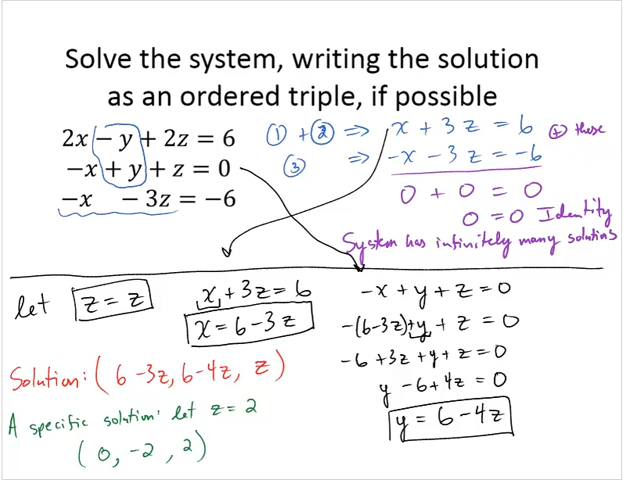 Solve the system, writing the solution
as an ordered triple, if possible
2x − y + 2z = 6
−x + y + z = 0
−x − 3z = −6
① + ② ⇒ x + 3z = 6 ⊕ these
③ ⇒ −x − 3z = −6
0 + 0 = 0
0 = 0 Identity
System has infinitely many solutions
let z = z
x + 3z = 6
x = 6 − 3z
−x + y + z = 0
−(6−3z) + y + z = 0
−6 + 3z + y + z = 0
y − 6 + 4z = 0
y = 6 − 4z
Solution: (6 − 3z, 6 − 4z, z)
A specific solution: let z = 2
(0, −2, 2)